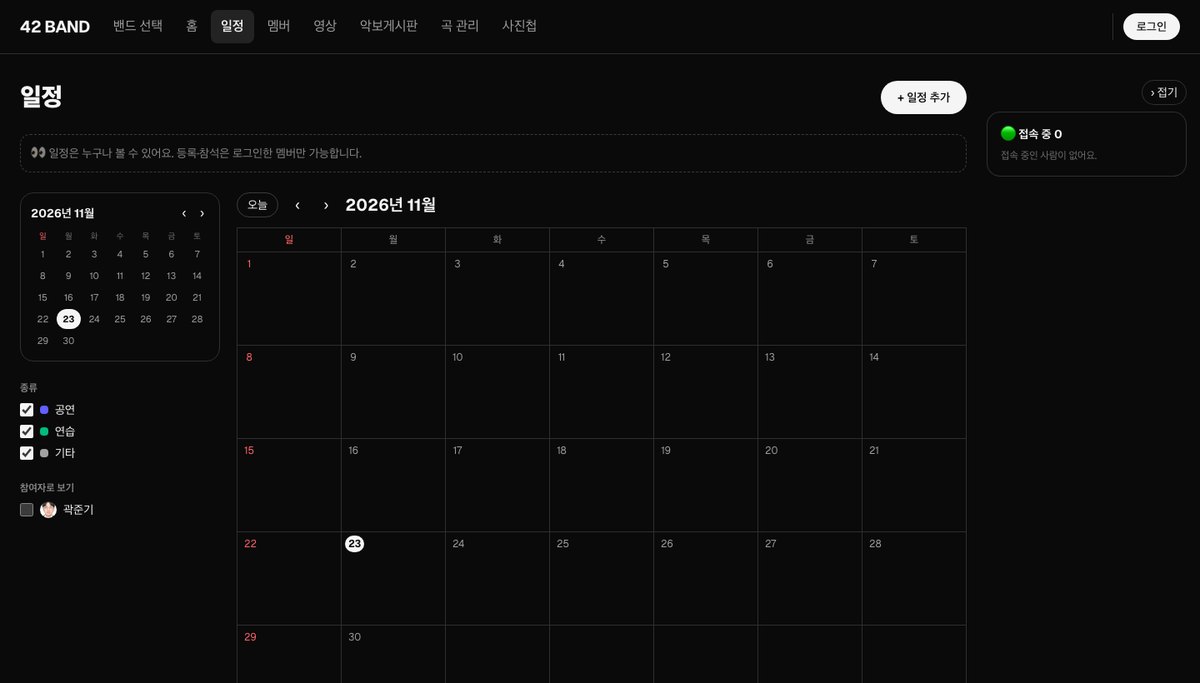 42 BAND 밴드 선택 홈 일정 멤버 영상 악보게시판 곡 관리 사진첩 로그인
일정
+ 일정 추가
› 접기
👀 일정은 누구나 볼 수 있어요. 등록·참석은 로그인한 멤버만 가능합니다.
접속 중 0
접속 중인 사람이 없어요.
2026년 11월 ‹ ›
일 월 화 수 목 금 토
1 2 3 4 5 6 7
8 9 10 11 12 13 14
15 16 17 18 19 20 21
22 23 24 25 26 27 28
29 30
종류
공연
연습
기타
참여자로 보기
곽준기
오늘 ‹ › 2026년 11월
일 월 화 수 목 금 토
1 2 3 4 5 6 7
8 9 10 11 12 13 14
15 16 17 18 19 20 21
22 23 24 25 26 27 28
29 30